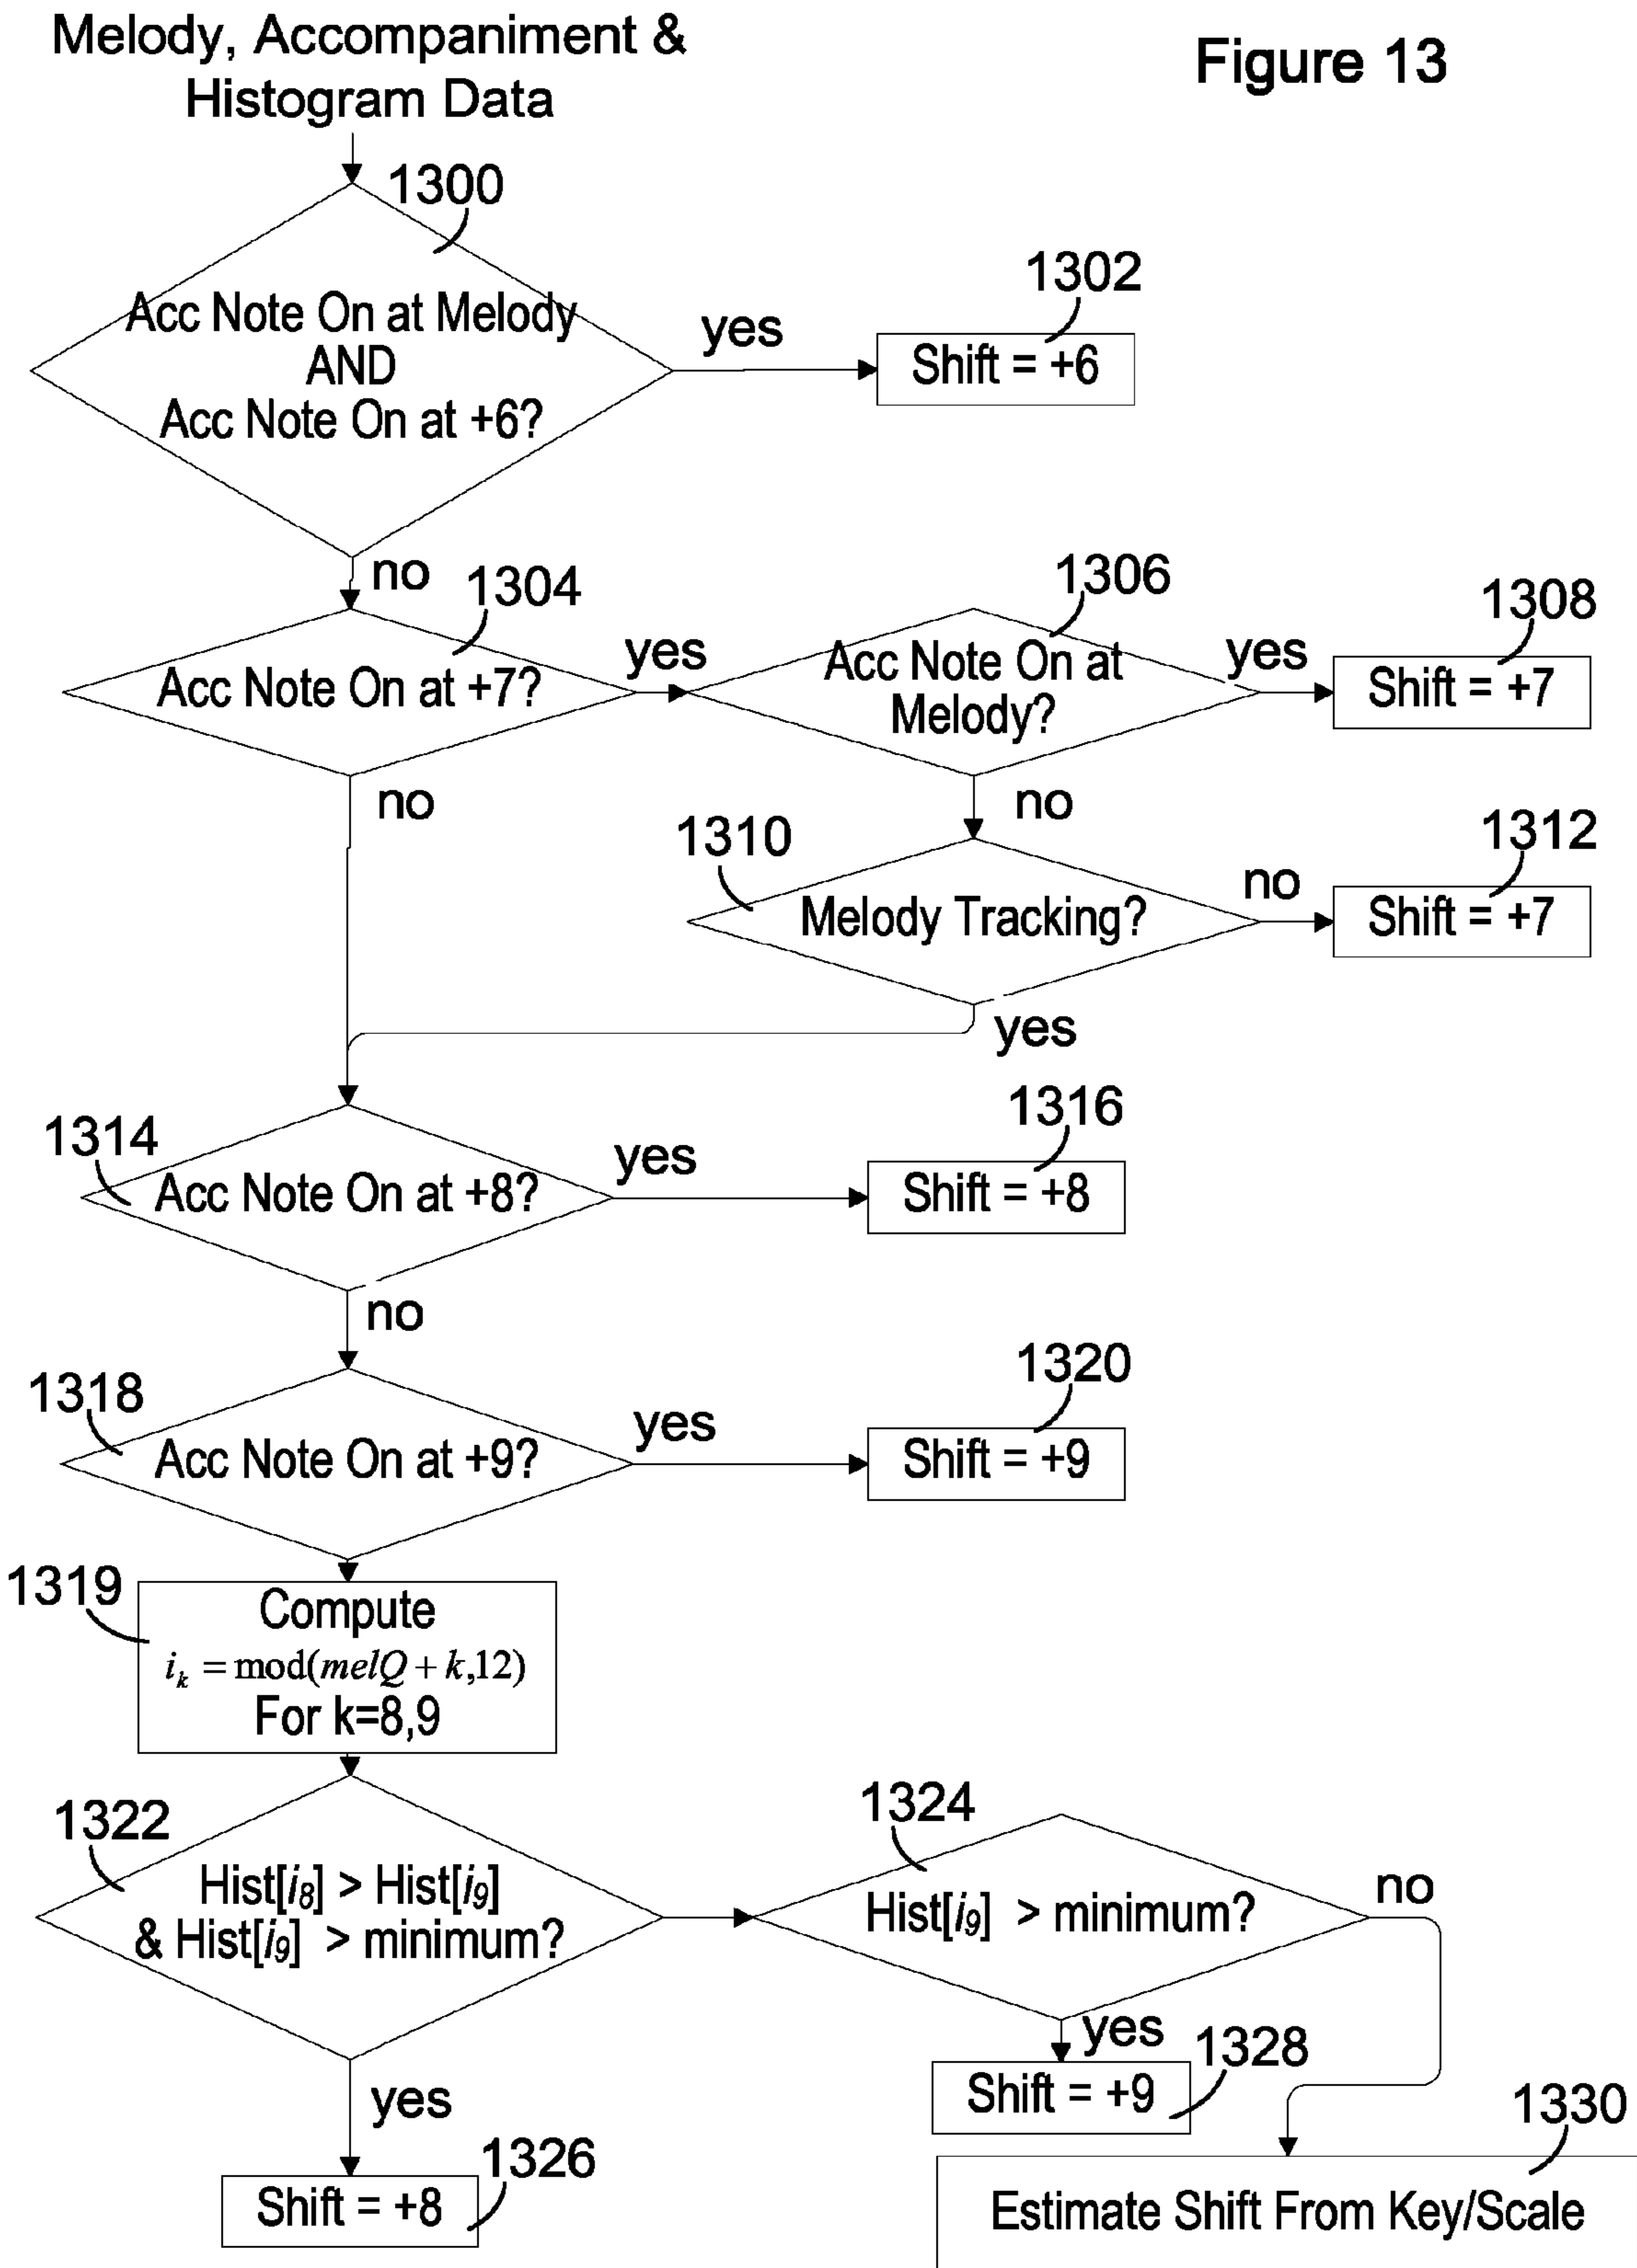 Melody, Accompaniment &
Histogram Data
Figure 13
1300
Acc Note On at Melody
AND
Acc Note On at +6?
yes
1302
Shift = +6
no
1304
Acc Note On at +7?
yes
1306
Acc Note On at
Melody?
yes
1308
Shift = +7
no
no
1310
Melody Tracking?
no
1312
Shift = +7
yes
1314
Acc Note On at +8?
yes
1316
Shift = +8
no
1318
Acc Note On at +9?
yes
1320
Shift = +9
1319
Compute
i_k = mod(melQ + k,12)
For k=8,9
1322
Hist[i_8] > Hist[i_9]
& Hist[i_9] > minimum?
1324
Hist[i_9] > minimum?
no
yes
1328
Shift = +9
yes
1326
Shift = +8
1330
Estimate Shift From Key/Scale